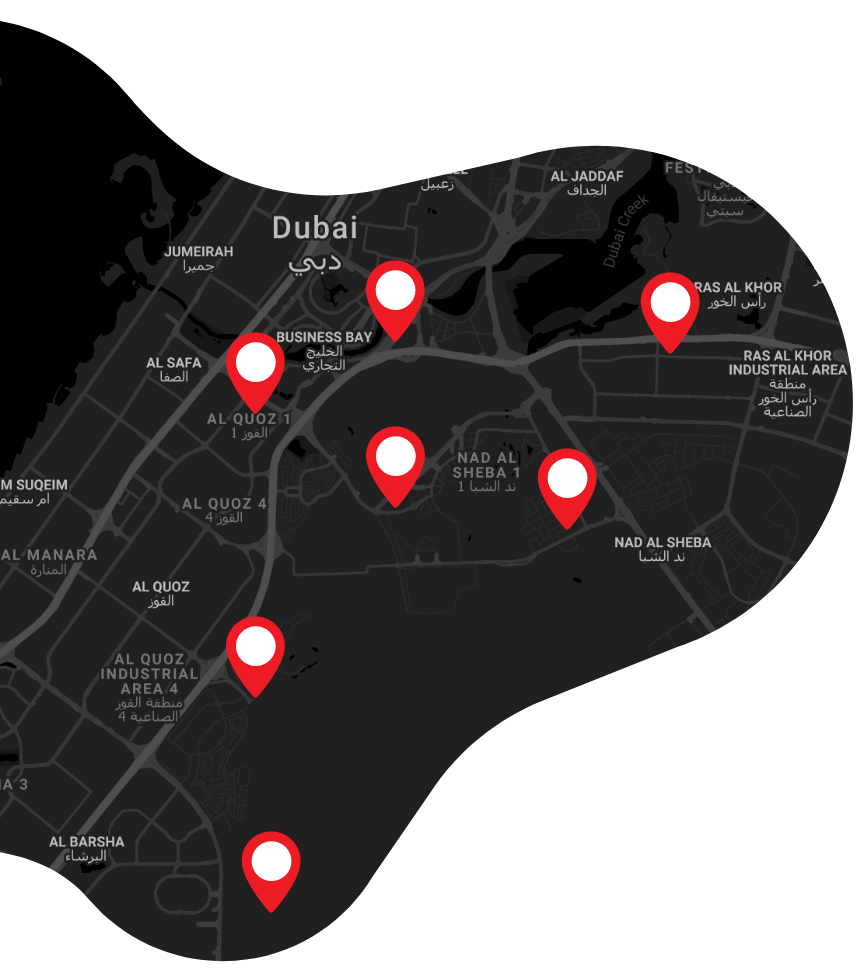 زعبيل
AL JADDAF
الجداف
Dubai
دبي
Dubai Creek
سيتي
JUMEIRAH
جميرا
RAS AL KHOR
رأس الخور
BUSINESS BAY
الخليج
التجاري
AL SAFA
الصفا
RAS AL KHOR
INDUSTRIAL AREA
منطقة
رأس الخور
الصناعية
AL QUOZ 1
القوز 1
NAD AL
SHEBA 1
ند الشبا 1
M SUQEIM
ام سقيم
AL QUOZ 4
القوز 4
NAD AL SHEBA
ند الشبا
AL MANARA
المنارة
AL QUOZ
القوز
AL QUOZ
INDUSTRIAL
AREA 4
منطقة القوز
الصناعية 4
IA 3
AL BARSHA
البرشاء